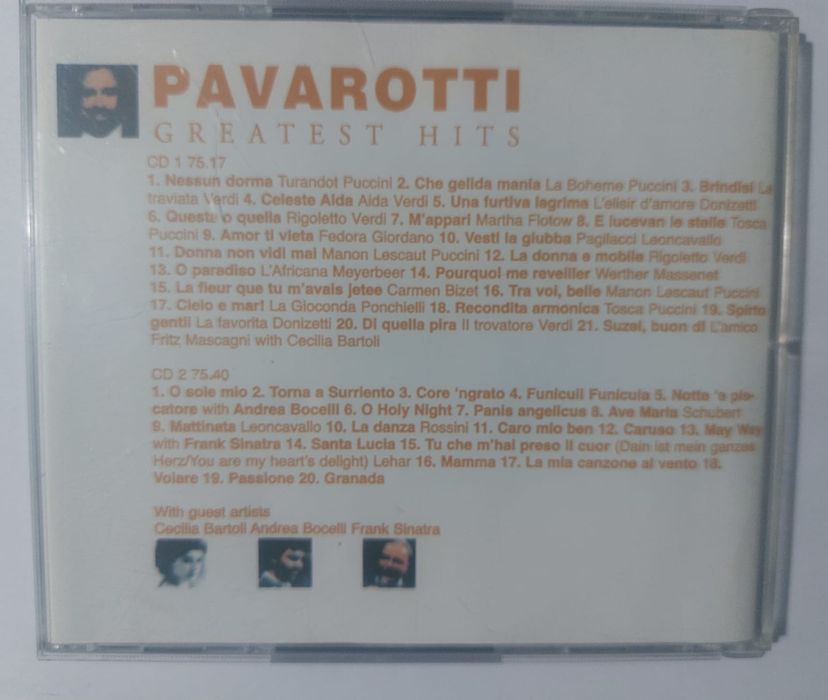 PAVAROTTI
GREATEST HITS
CD 1 75.17
1. Nessun dorma Turandot Puccini 2. Che gelida mania La Boheme Puccini 3. Brindisi La
traviata Verdi 4. Celeste Aida Aida Verdi 5. Una furtiva lagrima L'elisir d'amore Donizetti
6. Questa o quella Rigoletto Verdi 7. M'appari Martha Flotow 8. E lucevan le stelle Tosca
Puccini 9. Amor ti vieta Fedora Giordano 10. Vesti la giubba Pagliacci Leoncavallo
11. Donna non vidi mai Manon Lescaut Puccini 12. La donna e mobile Rigoletto Verdi
13. O paradiso L'Africana Meyerbeer 14. Pourquoi me reveiller Werther Massenet
15. La fleur que tu m'avais jetee Carmen Bizet 16. Tra voi, belle Manon Lescaut Puccini
17. Cielo e mar! La Gioconda Ponchielli 18. Recondita armonica Tosca Puccini 19. Spirto
gentil La favorita Donizetti 20. Di quella pira Il trovatore Verdi 21. Suzel, buon di L'amico
Fritz Mascagni with Cecilia Bartoli
CD 2 75.40
1. O sole mio 2. Torna a Surriento 3. Core 'ngrato 4. Funiculi Funicula 5. Notte 'e pis-
catore with Andrea Bocelli 6. O Holy Night 7. Panis angelicus 8. Ave Maria Schubert
9. Mattinata Leoncavallo 10. La danza Rossini 11. Caro mio ben 12. Caruso 13. May Way
with Frank Sinatra 14. Santa Lucia 15. Tu che m'hai preso il cuor (Dain ist mein ganzes
Herz/You are my heart's delight) Lehar 16. Mamma 17. La mia canzone al vento 18.
Volare 19. Passione 20. Granada
With guest artists
Cecilia Bartoli Andrea Bocelli Frank Sinatra